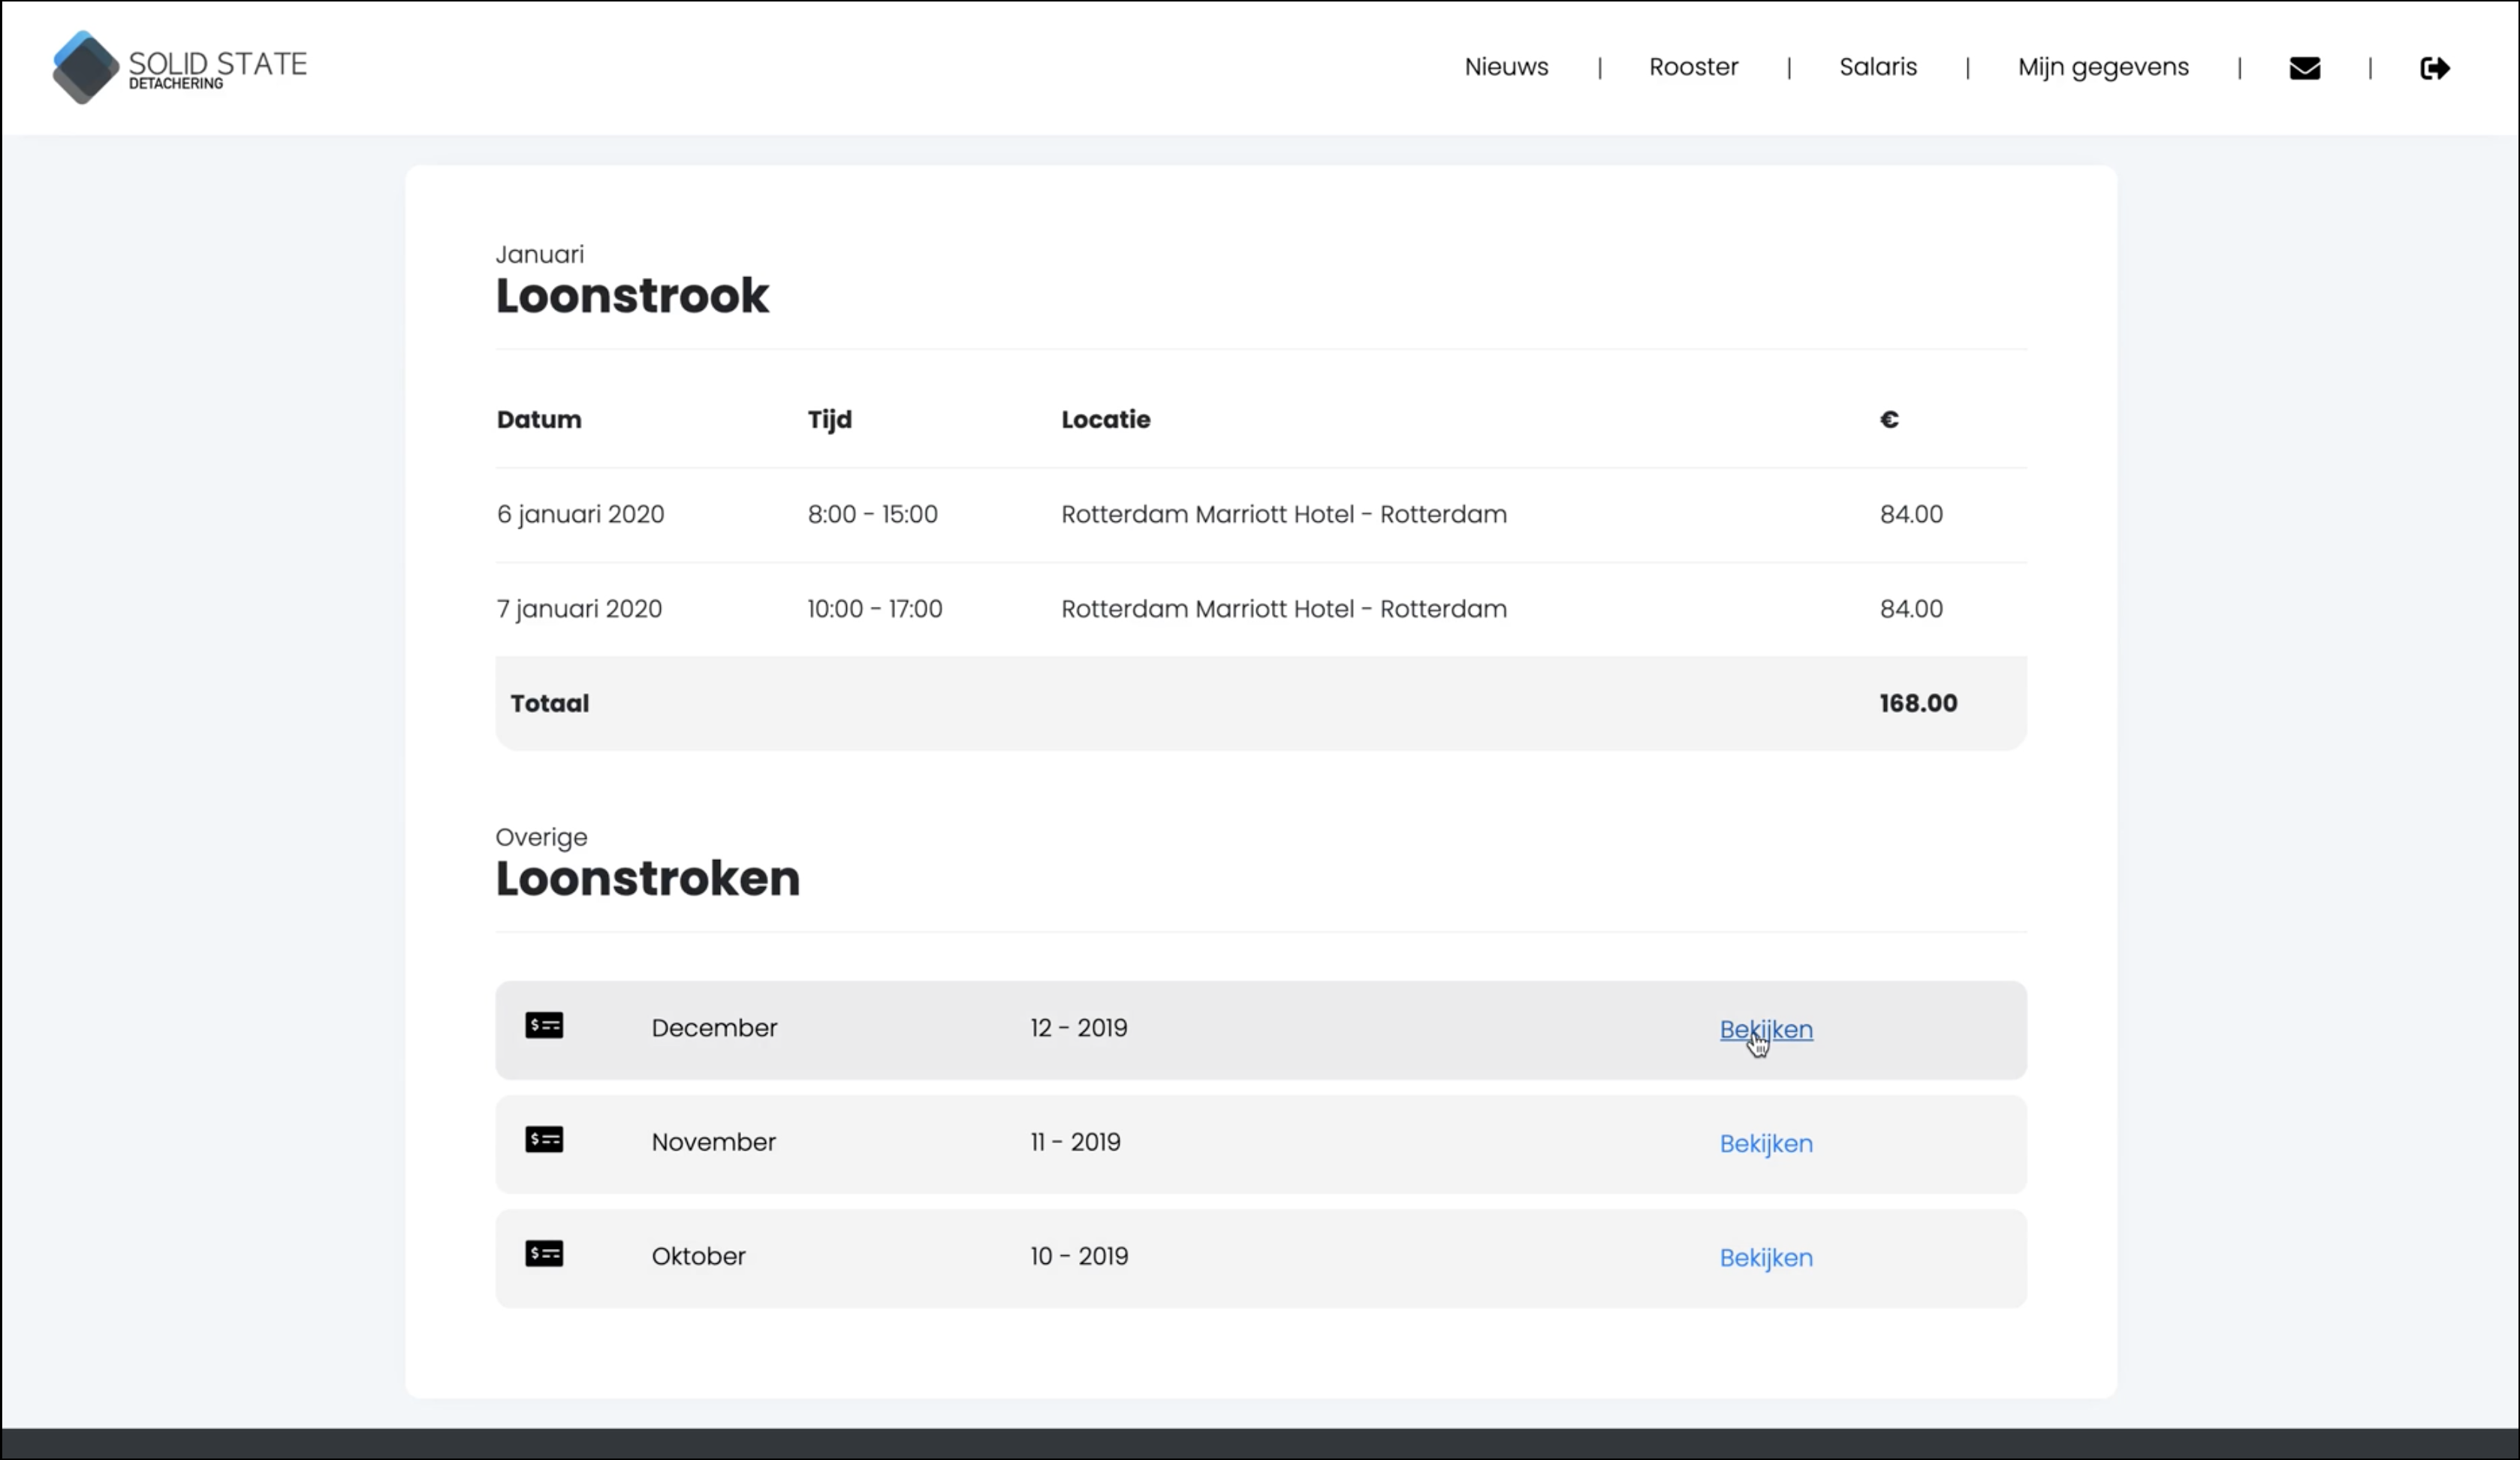 SOLID STATE
DETACHERING
Nieuws | Rooster | Salaris | Mijn gegevens | |
Januari
Loonstrook
Datum Tijd Locatie €
6 januari 2020 8:00 - 15:00 Rotterdam Marriott Hotel - Rotterdam 84.00
7 januari 2020 10:00 - 17:00 Rotterdam Marriott Hotel - Rotterdam 84.00
Totaal 168.00
Overige
Loonstroken
December 12 - 2019 Bekijken
November 11 - 2019 Bekijken
Oktober 10 - 2019 Bekijken